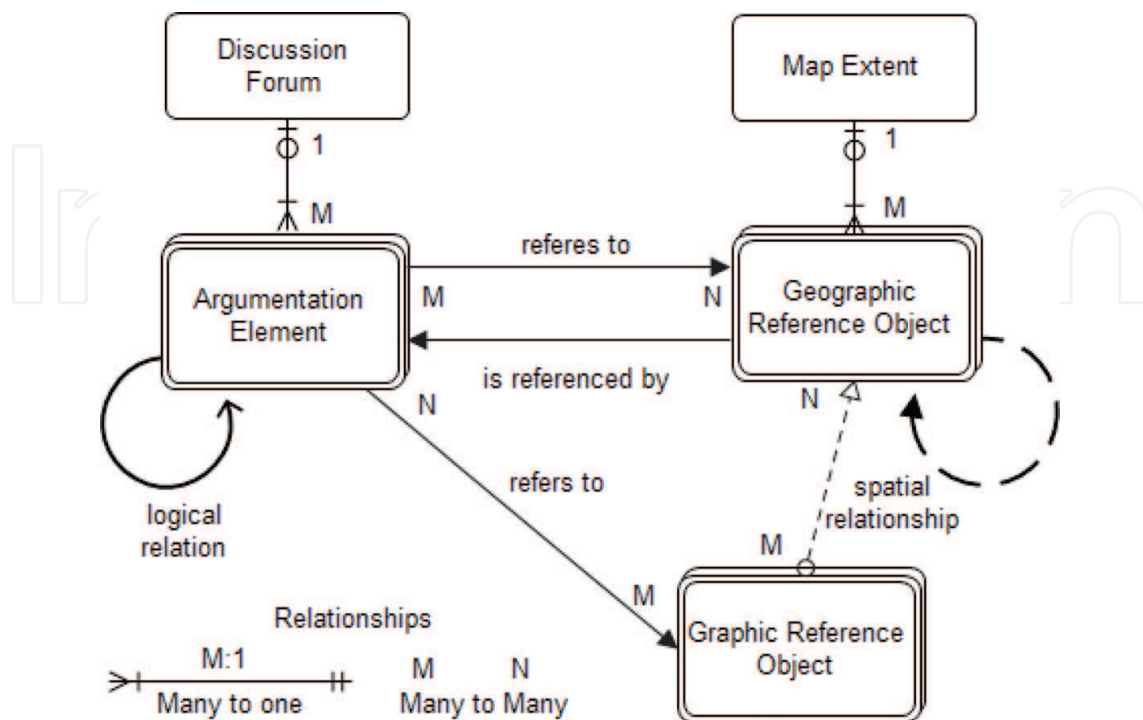 Discussion
Forum
Map Extent
1
1
M
M
referes to
Argumentation
Element
M
N
Geographic
Reference Object
is referenced by
N
N
refers to
logical
relation
spatial
relationship
M
M
Graphic Reference
Object
Relationships
M:1
Many to one
M N
Many to Many